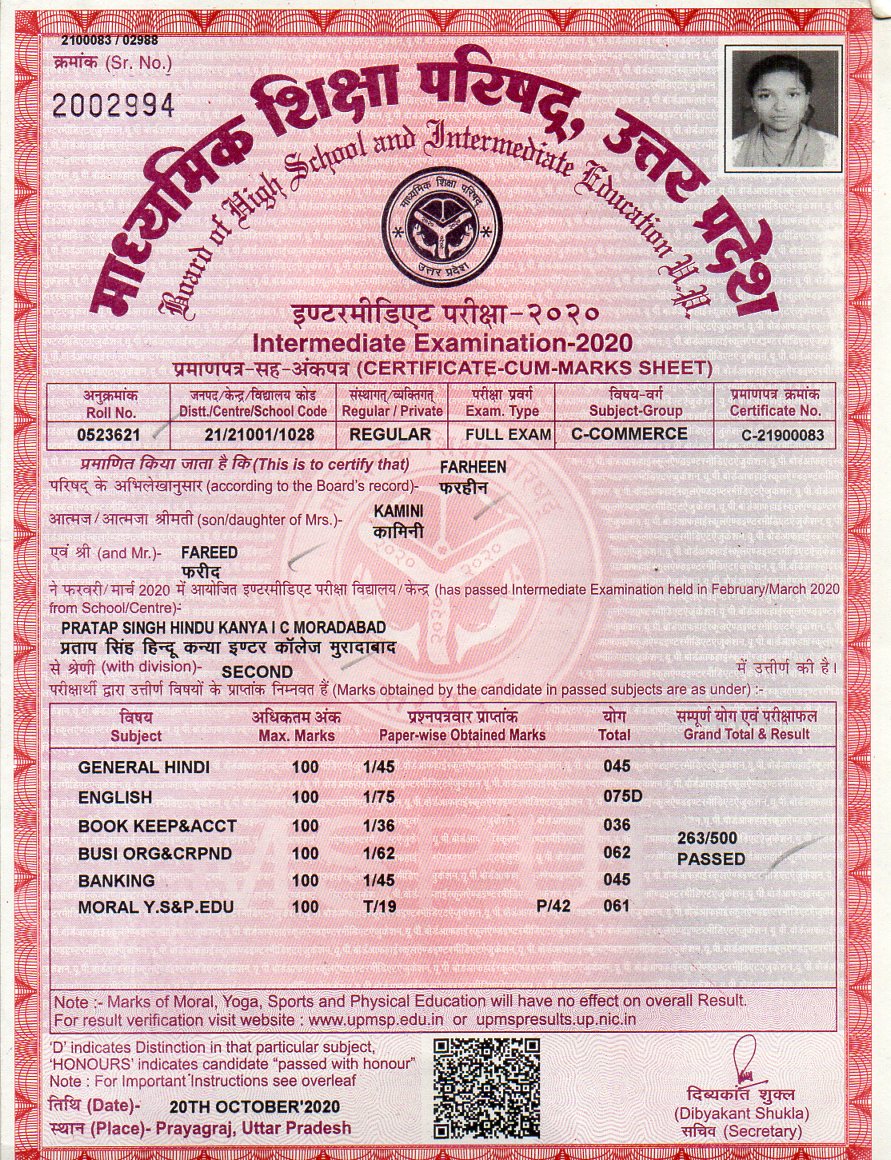 2100083 / 02988
क्रमांक (Sr. No.)
2002994
माध्यमिक शिक्षा परिषद्, उत्तर प्रदेश
Board of High School and Intermediate Education U.P.
माध्यमिक शिक्षा परिषद्
उत्तर प्रदेश
इण्टरमीडिएट परीक्षा-२०२०
Intermediate Examination-2020
प्रमाणपत्र-सह-अंकपत्र (CERTIFICATE-CUM-MARKS SHEET)
अनुक्रमांक जनपद/केन्द्र/विद्यालय कोड संस्थागत/व्यक्तिगत परीक्षा प्रवर्ग विषय-वर्ग प्रमाणपत्र क्रमांक
Roll No. Distt./Centre/School Code Regular / Private Exam. Type Subject-Group Certificate No.
0523621 21/21001/1028 REGULAR FULL EXAM C-COMMERCE C-21900083
प्रमाणित किया जाता है कि (This is to certify that) FARHEEN
परिषद् के अभिलेखानुसार (according to the Board's record)- फरहीन
आत्मज/आत्मजा श्रीमती (son/daughter of Mrs.)- KAMINI
कामिनी
एवं श्री (and Mr.)- FAREED
फरीद
ने फरवरी/मार्च 2020 में आयोजित इण्टरमीडिएट परीक्षा विद्यालय/केन्द्र (has passed Intermediate Examination held in February/March 2020
from School/Centre)-
PRATAP SINGH HINDU KANYA I C MORADABAD
प्रताप सिंह हिन्दू कन्या इण्टर कॉलेज मुरादाबाद
से श्रेणी (with division)- SECOND में उत्तीर्ण की है।
परीक्षार्थी द्वारा उत्तीर्ण विषयों के प्राप्तांक निम्नवत हैं (Marks obtained by the candidate in passed subjects are as under) :-
विषय अधिकतम अंक प्रश्नपत्रवार प्राप्तांक योग सम्पूर्ण योग एवं परीक्षाफल
Subject Max. Marks Paper-wise Obtained Marks Total Grand Total & Result
GENERAL HINDI 100 1/45 045
ENGLISH 100 1/75 075D
BOOK KEEP&ACCT 100 1/36 036
263/500
BUSI ORG&CRPND 100 1/62 062
PASSED
BANKING 100 1/45 045
MORAL Y.S&P.EDU 100 T/19 P/42 061
Note :- Marks of Moral, Yoga, Sports and Physical Education will have no effect on overall Result.
For result verification visit website : www.upmsp.edu.in or upmspresults.up.nic.in
'D' indicates Distinction in that particular subject,
'HONOURS' indicates candidate "passed with honour"
Note : For Important Instructions see overleaf
तिथि (Date)- 20TH OCTOBER'2020
स्थान (Place)- Prayagraj, Uttar Pradesh
दिब्यकांत शुक्ल
(Dibyakant Shukla)
सचिव (Secretary)